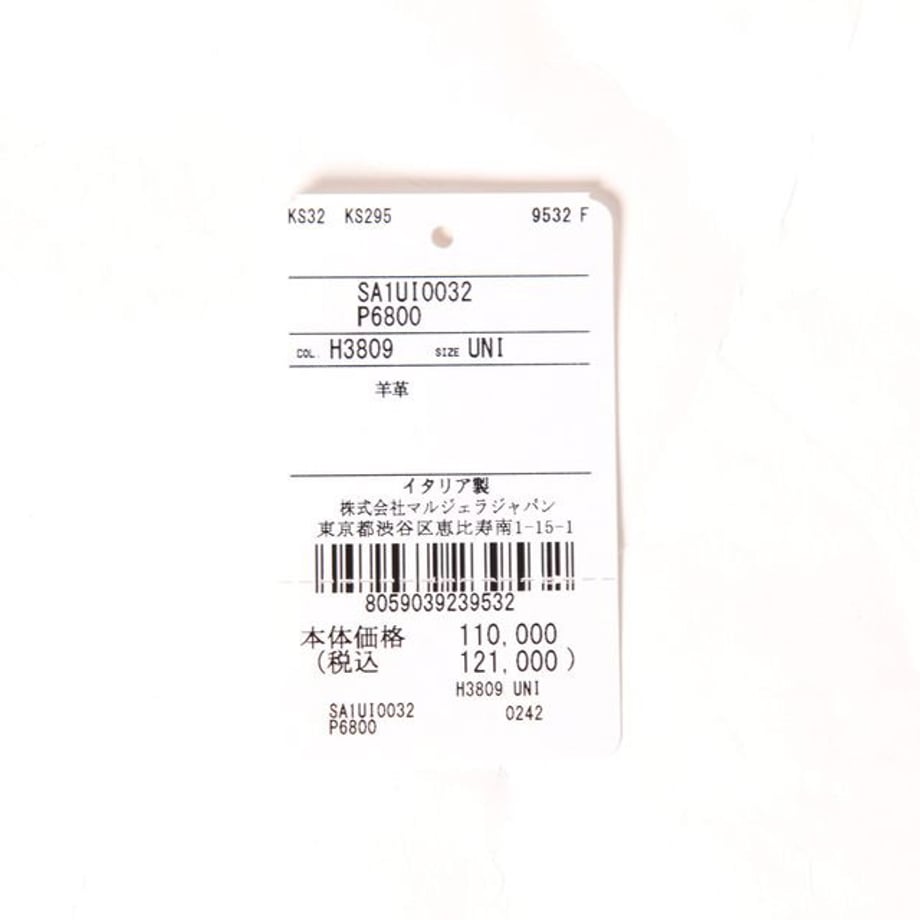 KS32 KS295 9532 F
SA1UI0032
P6800
COL. H3809 SIZE UNI
羊革
イタリア製
株式会社マルジェラジャパン
東京都渋谷区恵比寿南1-15-1
8059039239532
本体価格 110,000
(税込 121,000)
H3809 UNI
SA1UI0032 0242
P6800